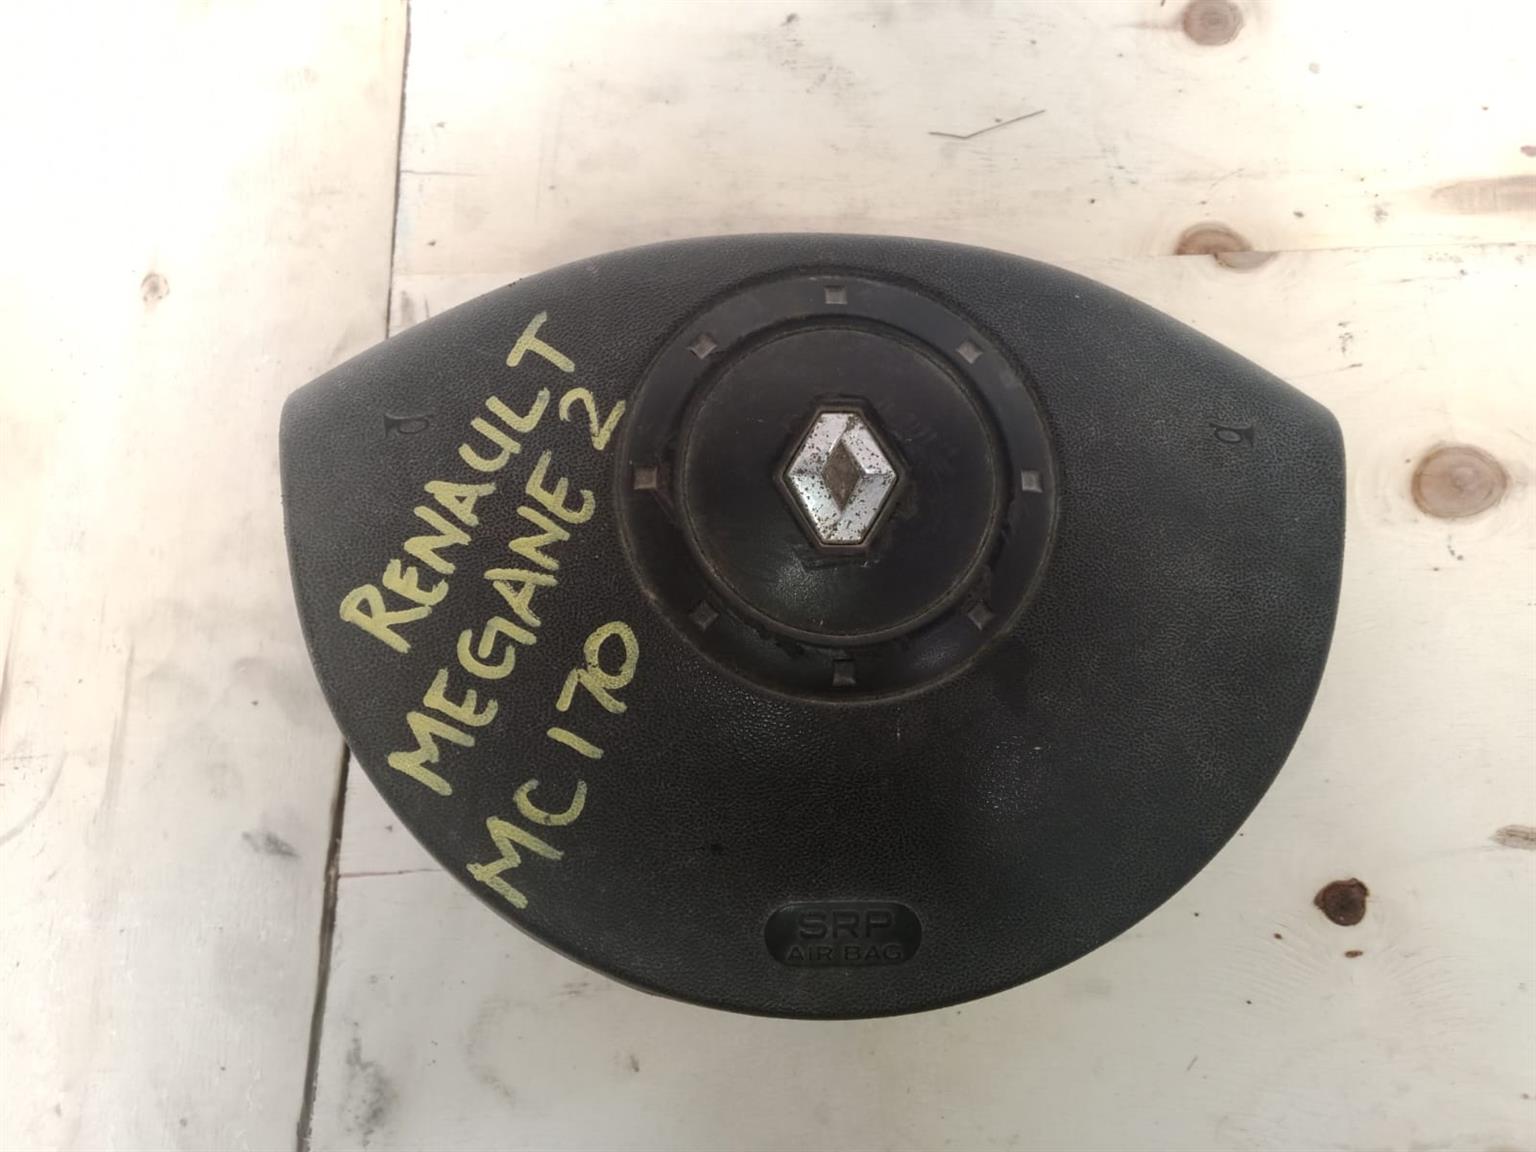 RENAULT
MEGANE 2
MC170
SRP
AIR BAG